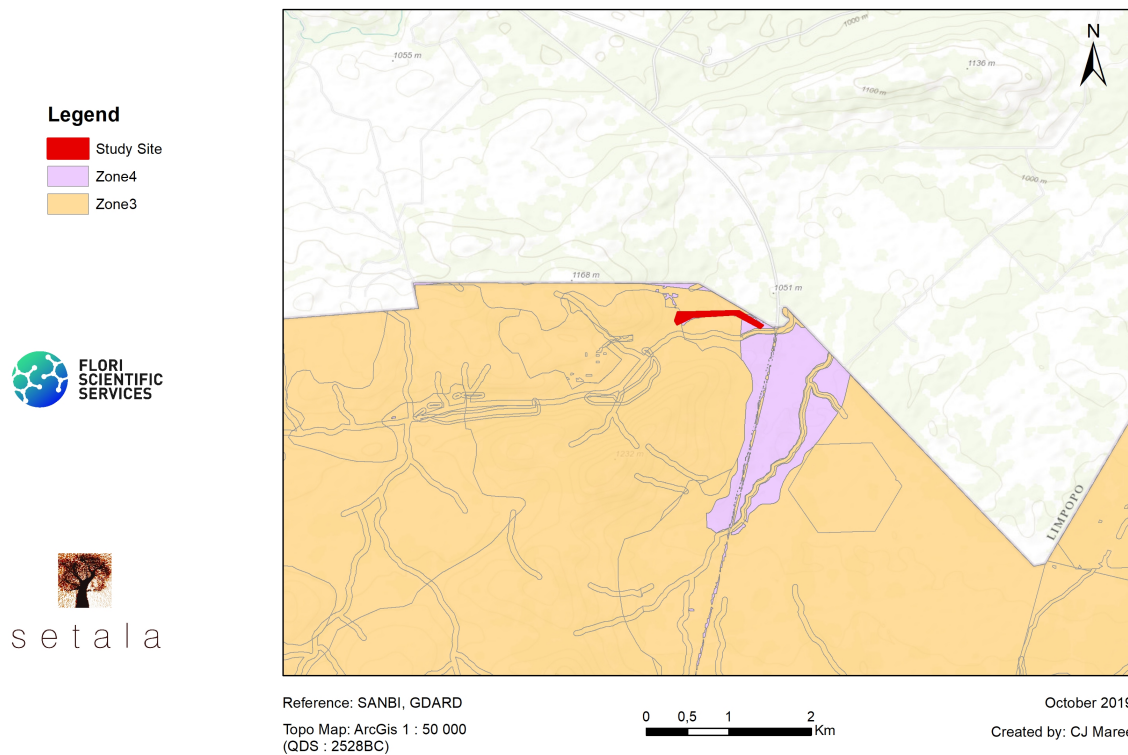 Legend
Study Site
Zone4
Zone3
FLORI
SCIENTIFIC
SERVICES
setala
N
1000 m
1055 m
1136 m
1100 m
1000 m
1168 m
1051 m
1232 m
LIMPOPO
Reference: SANBI, GDARD
Topo Map: ArcGis 1 : 50 000
(QDS : 2528BC)
0 0,5 1 2
Km
October 2019
Created by: CJ Maree